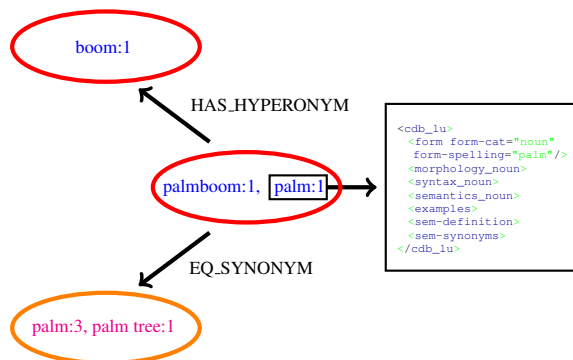 boom:1
HAS_HYPERONYM
palmboom:1, palm:1
<cdb_lu>
<form form-cat="noun"
form-spelling="palm"/>
<morphology_noun>
<syntax_noun>
<semantics_noun>
<examples>
<sem-definition>
<sem-synonyms>
</cdb_lu>
EQ_SYNONYM
palm:3, palm tree:1